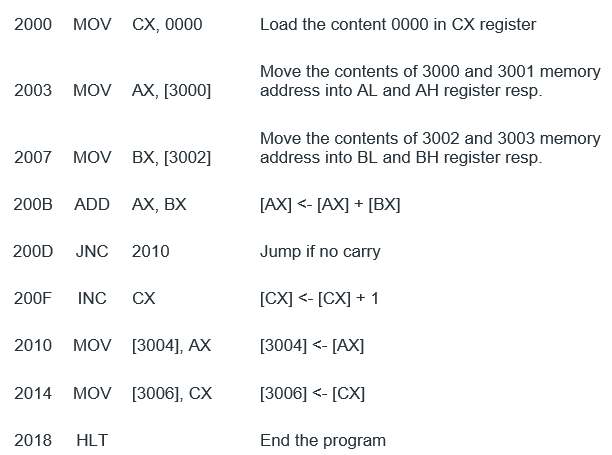 2000 MOV CX, 0000 Load the content 0000 in CX register
Move the contents of 3000 and 3001 memory
2003 MOV AX, [3000] address into AL and AH register resp.
Move the contents of 3002 and 3003 memory
2007 MOV BX, [3002] address into BL and BH register resp.
200B ADD AX, BX [AX] <- [AX] + [BX]
200D JNC 2010 Jump if no carry
200F INC CX [CX] <- [CX] + 1
2010 MOV [3004], AX [3004] <- [AX]
2014 MOV [3006], CX [3006] <- [CX]
2018 HLT End the program